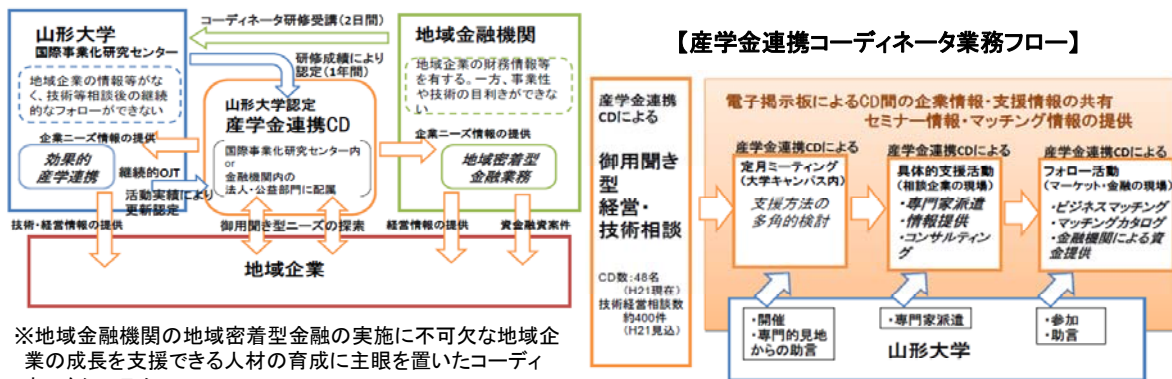 コーディネータ研修受講(2日間)
山形大学
国際事業化研究センター
地域企業の情報等がな
く、技術等相談後の継続
的なフォローができない
研修成績により
認定(1年間)
地域金融機関
地域企業の財務情報等
を有する。一方、事業性
や技術の目利きができな
い。
山形大学認定
産学金連携CD
国際事業化研究センター内
or
金融機関内の
法人・公益部門に配属
企業ニーズ情報の提供
効果的
産学連携
継続的OJT
活動実績により
更新認定
企業ニーズ情報の提供
地域密着型
金融業務
技術・経営情報の提供
御用聞き型ニーズの探素
経営情報の提供
資金融資案件
地域企業
※地域金融機関の地域密着型金融の実施に不可欠な地域企
業の成長を支援できる人材の育成に主眼を置いたコーディ
【産学金連携コーディネータ業務フロー】
産学金連携
CDによる
御用聞き
型
経営・
技術相談
CD数:48名
(H21現在)
技術経営相談数
約400件
(H21見込)
電子掲示板によるCD間の企業情報・支援情報の共有
セミナー情報・マッチング情報の提供
産学金連携CDによる
定月ミーティング
(大学キャンパス内)
支援方法の
多角的検討
産学金連携CDによる
具体的支援活動
(相談企業の現場)
・専門家派遣
・情報提供
・コンサルティン
グ
産学金連携CDによる
フォロー活動
(マーケット・金融の現場)
・ビジネスマッチング
・マッチングカタログ
・金融機関による資
金提供
・開催
・専門的見地
からの助言
・専門家派遣
・参加
・助言
山形大学